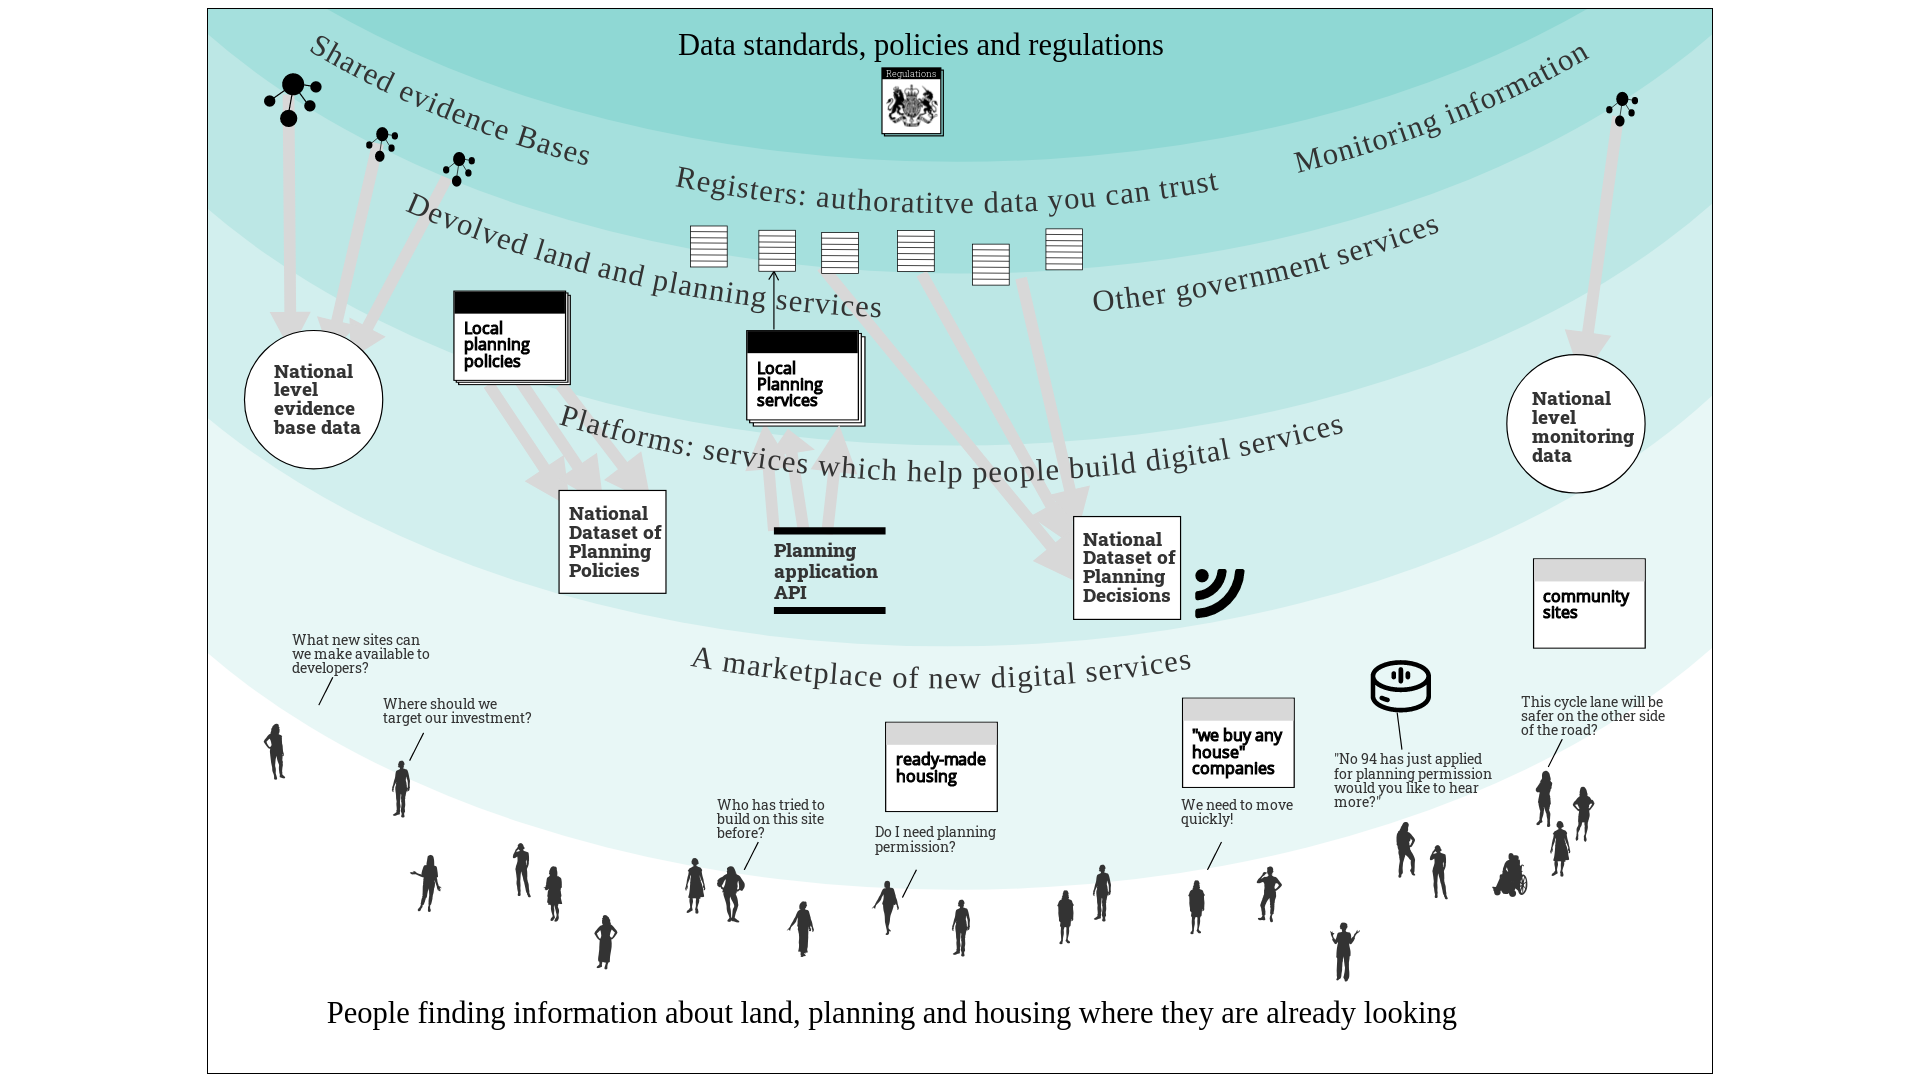 Data standards, policies and regulations
Regulations
Shared evidence Bases
Monitoring information
Registers: authoratitve data you can trust
Devolved land and planning services
Other government services
Local
planning
policies
Local
Planning
services
National
level
evidence
base data
National
level
monitoring
data
Platforms: services which help people build digital services
National
Dataset of
Planning
Policies
Planning
application
API
National
Dataset of
Planning
Decisions
community
sites
What new sites can
we make available to
developers?
A marketplace of new digital services
Where should we
target our investment?
This cycle lane will be
safer on the other side
of the road?
ready-made
housing
"we buy any
house"
companies
"No 94 has just applied
for planning permission
would you like to hear
more?"
Who has tried to
build on this site
before?
Do I need planning
permission?
We need to move
quickly!
People finding information about land, planning and housing where they are already looking